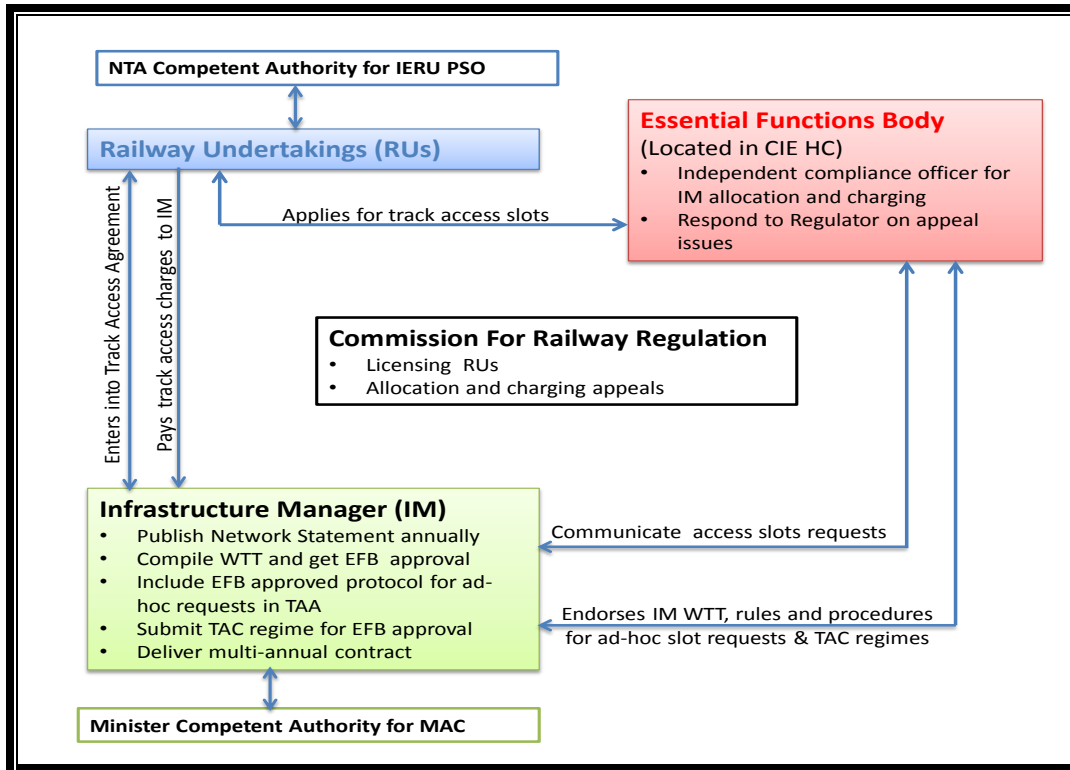 NTA Competent Authority for IERU PSO
Railway Undertakings (RUs)
Essential Functions Body
(Located in CIE HC)
• Independent compliance officer for
IM allocation and charging
• Respond to Regulator on appeal
issues
Applies for track access slots
Enters into Track Access Agreement
Pays track access charges to IM
Commission For Railway Regulation
• Licensing RUs
• Allocation and charging appeals
Infrastructure Manager (IM)
• Publish Network Statement annually
• Compile WTT and get EFB approval
• Include EFB approved protocol for ad-
hoc requests in TAA
• Submit TAC regime for EFB approval
• Deliver multi-annual contract
Communicate access slots requests
Endorses IM WTT, rules and procedures
for ad-hoc slot requests & TAC regimes
Minister Competent Authority for MAC